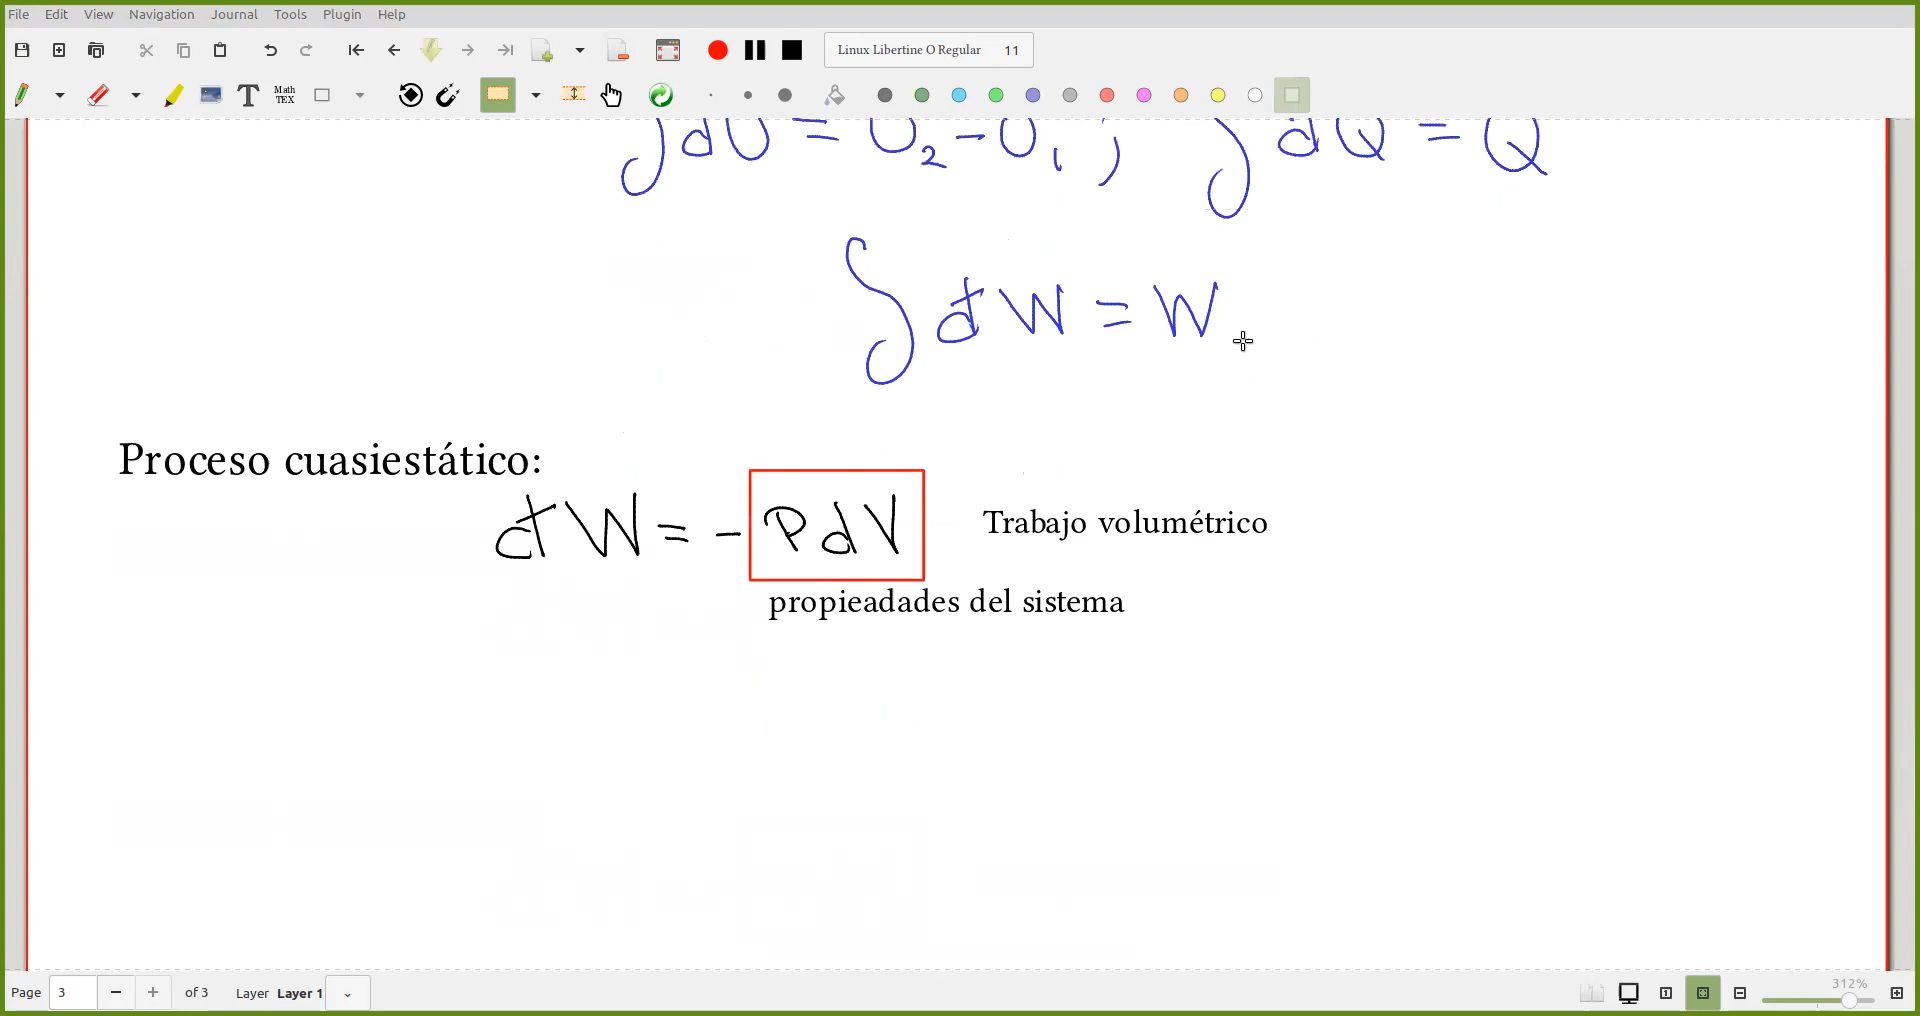 File Edit View Navigation Journal Tools Plugin Help
Linux Libertine O Regular 11
T Math TEX
∫dU = U₂ - U₁ ; ∫đQ = Q
∫đW = W
Proceso cuasiestático:
đW = - PdV Trabajo volumétrico
propieadades del sistema
Page 3 of 3 Layer Layer 1 312%